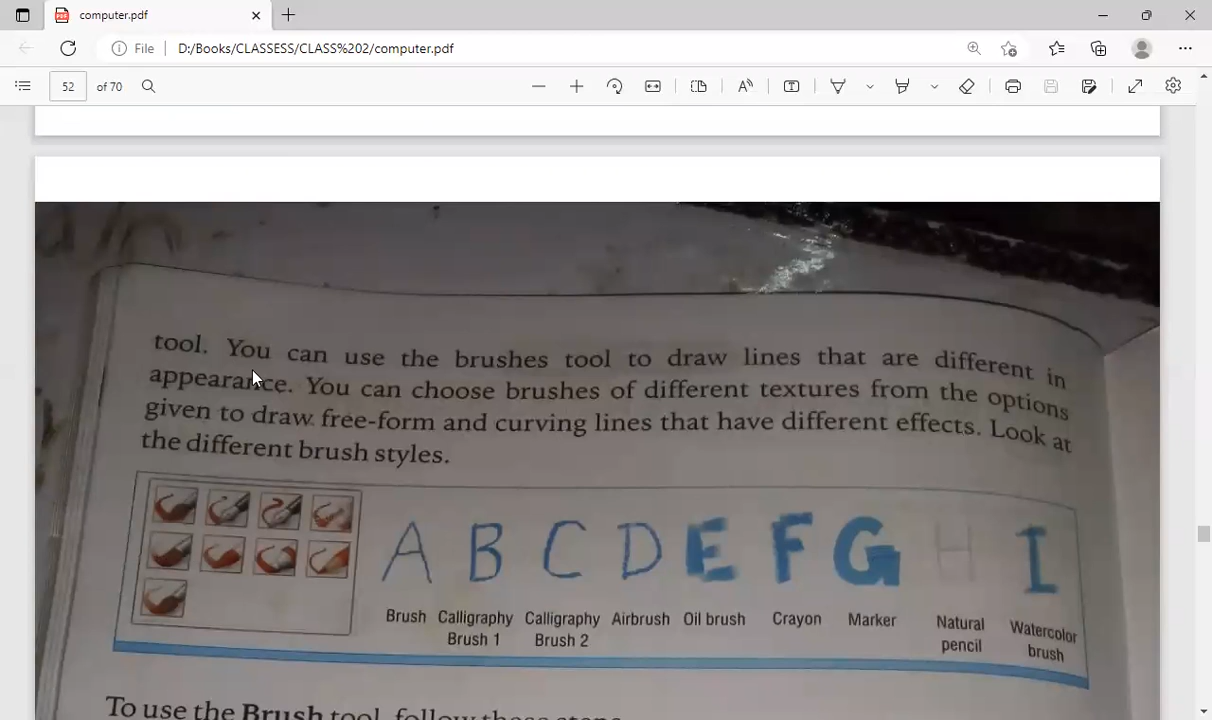 computer.pdf
File D:/Books/CLASSESS/CLASS%202/computer.pdf
52 of 70
tool. You can use the brushes tool to draw lines that are different in
appearance. You can choose brushes of different textures from the options
given to draw free-form and curving lines that have different effects. Look at
the different brush styles.
A B C D E F G H I
Brush Calligraphy Brush 1 Calligraphy Brush 2 Airbrush Oil brush Crayon Marker Natural pencil Watercolor brush
To use the Brush tool, follow these steps